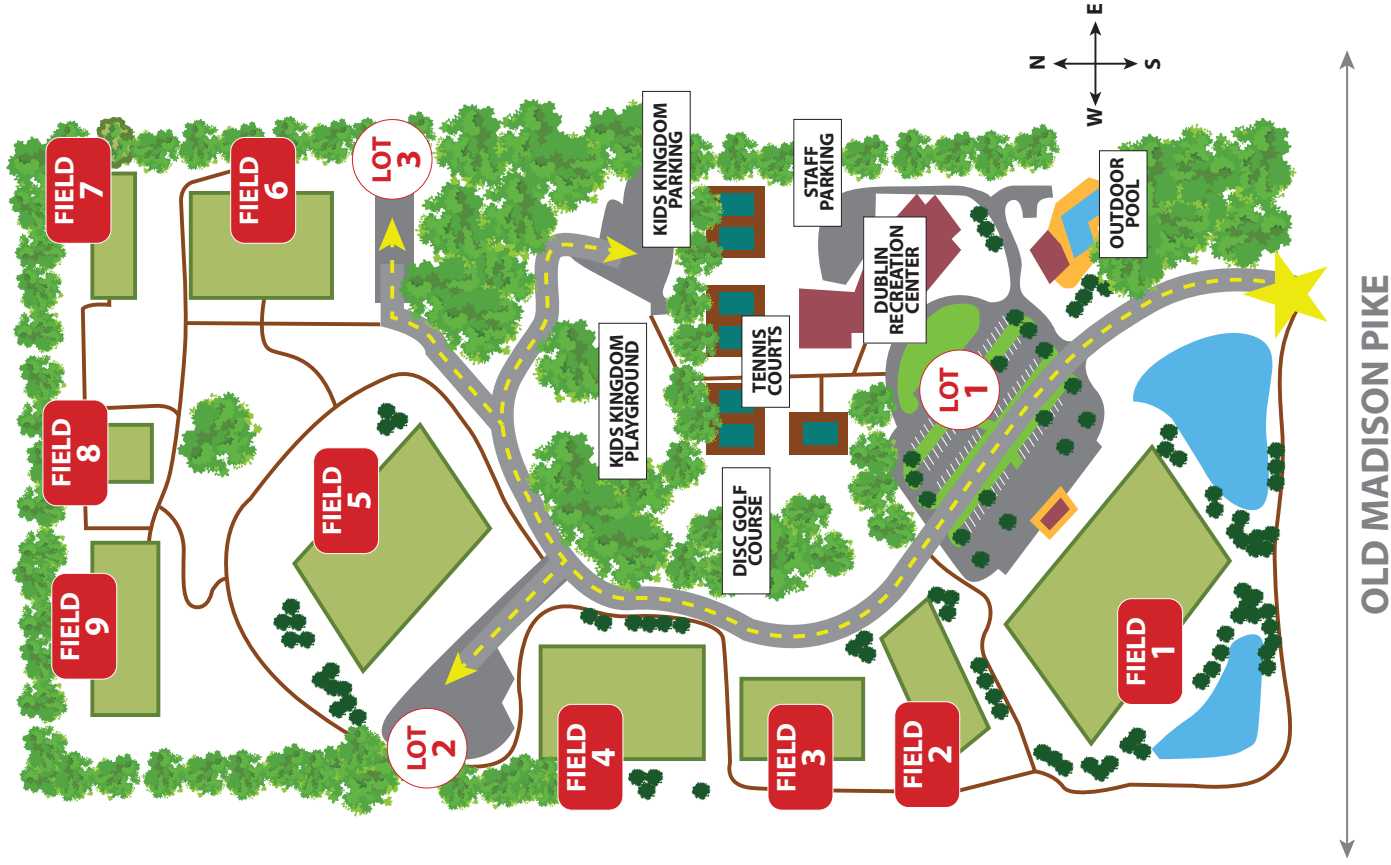 FIELD
7
FIELD
6
LOT
3
KIDS KINGDOM
PARKING
STAFF
PARKING
N
E
S
W
OUTDOOR
POOL
DUBLIN
RECREATION
CENTER
FIELD
8
FIELD
5
KIDS KINGDOM
PLAYGROUND
TENNIS
COURTS
LOT
1
DISC GOLF
COURSE
FIELD
9
LOT
2
FIELD
4
FIELD
3
FIELD
2
FIELD
1
OLD MADISON PIKE